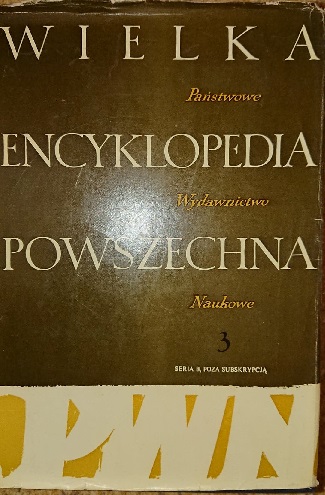 WIELKA
Państwowe
ENCYKLOPEDIA
Wydawnictwo
POWSZECHNA
Naukowe
3
SERIA B, POZA SUBSKRYPCJĄ
PWN